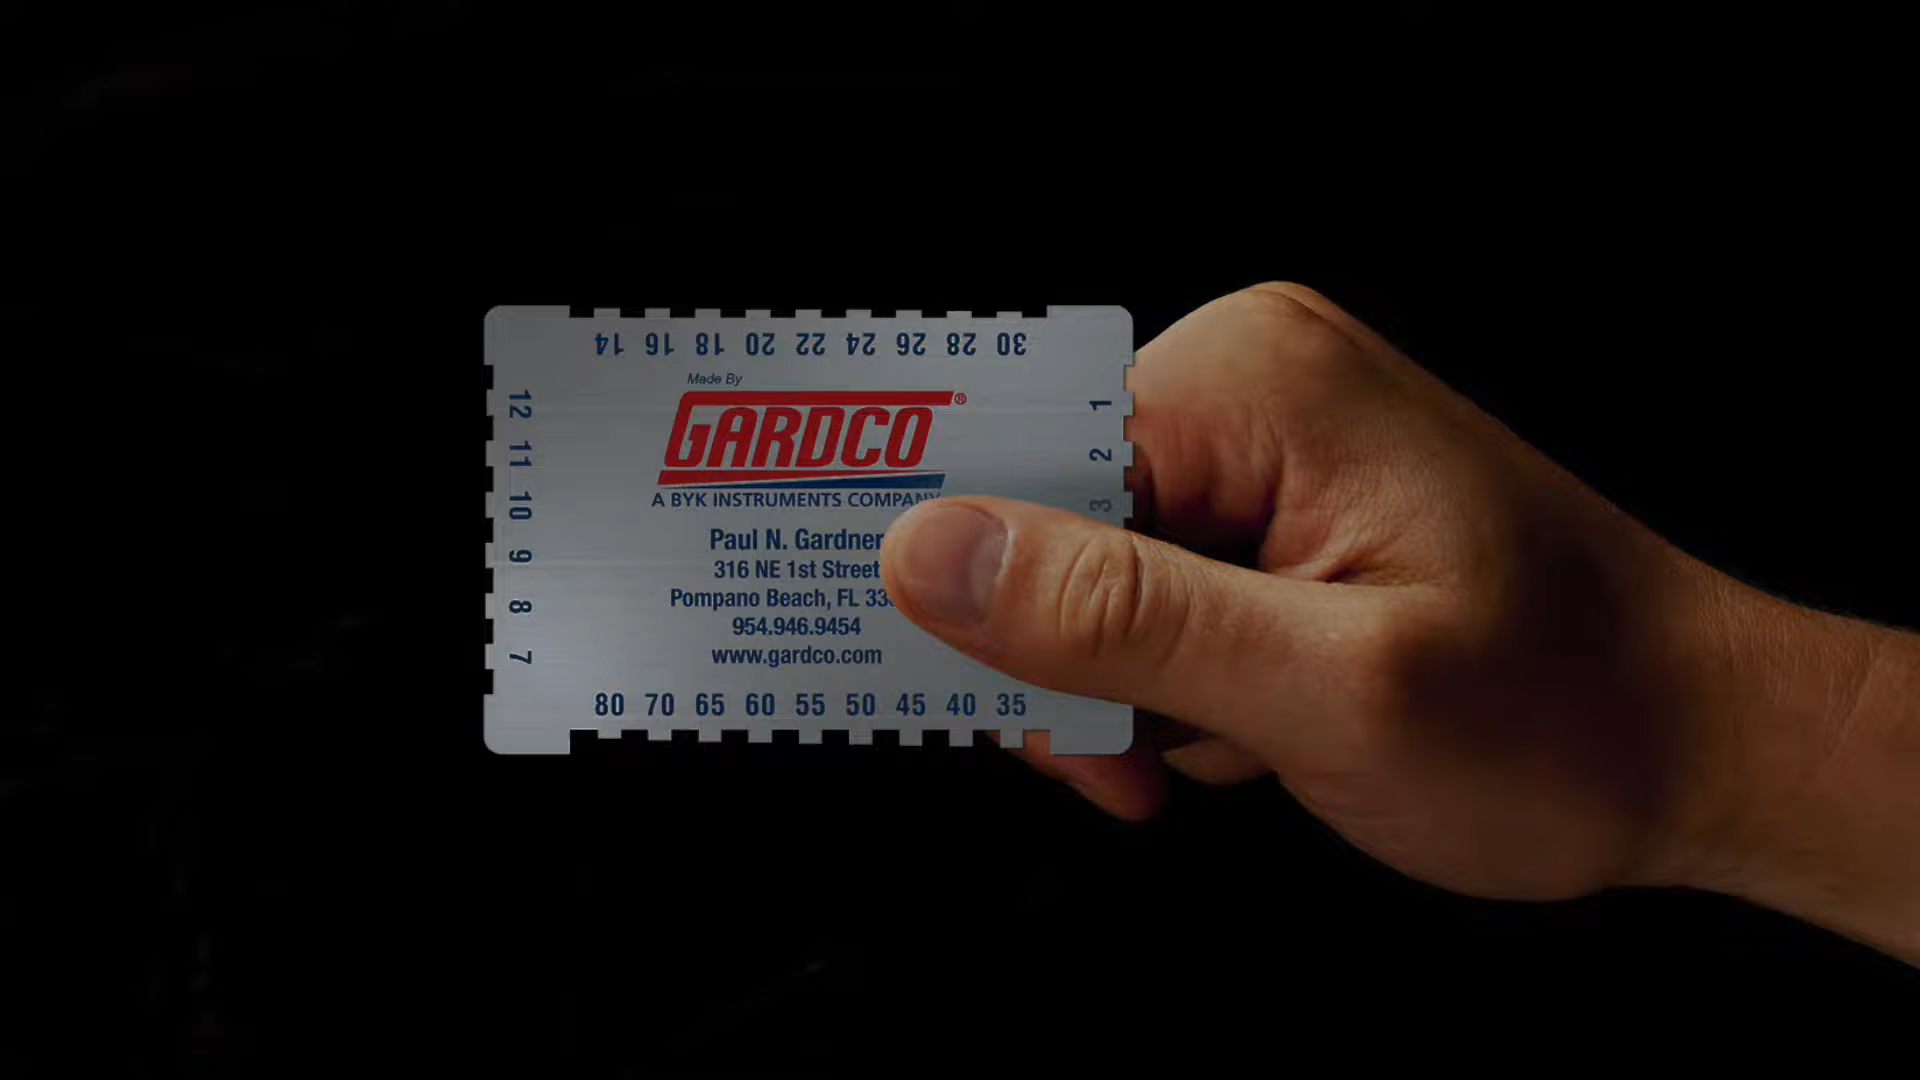 14 16 18 20 22 24 26 28 30
Made By
GARDCO®
A BYK INSTRUMENTS COMPANY
Paul N. Gardner
316 NE 1st Street
Pompano Beach, FL
954.946.9454
www.gardco.com
12
11
10
9
8
7
1
2
3
80 70 65 60 55 50 45 40 35